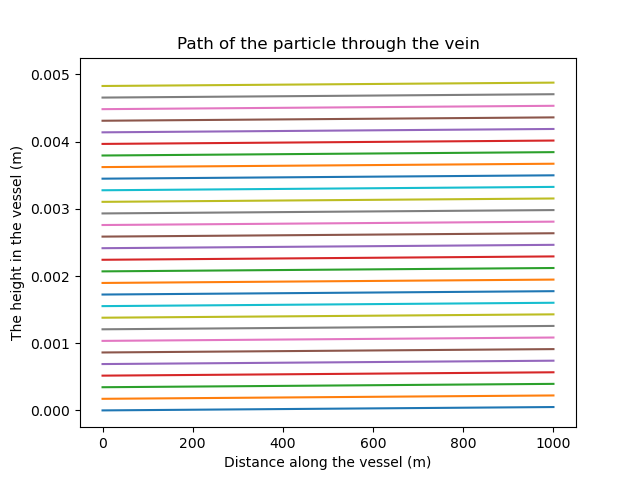 Path of the particle through the vein
0.005
0.004
0.003
0.002
0.001
0.000
The height in the vessel (m)
0 200 400 600 800 1000
Distance along the vessel (m)